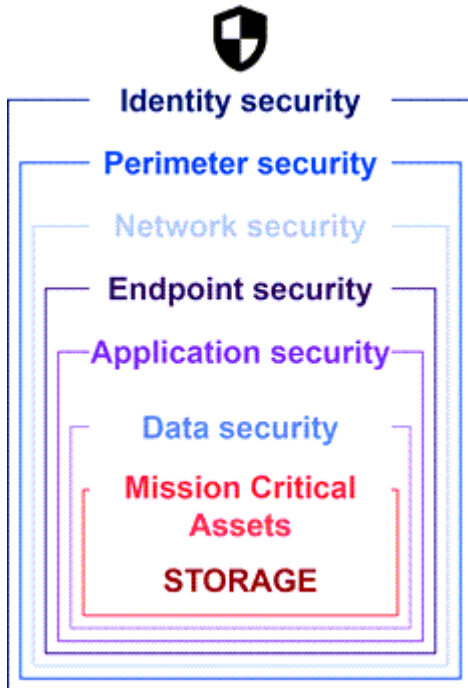 Identity security
Perimeter security
Network security
Endpoint security
Application security
Data security
Mission Critical
Assets
STORAGE